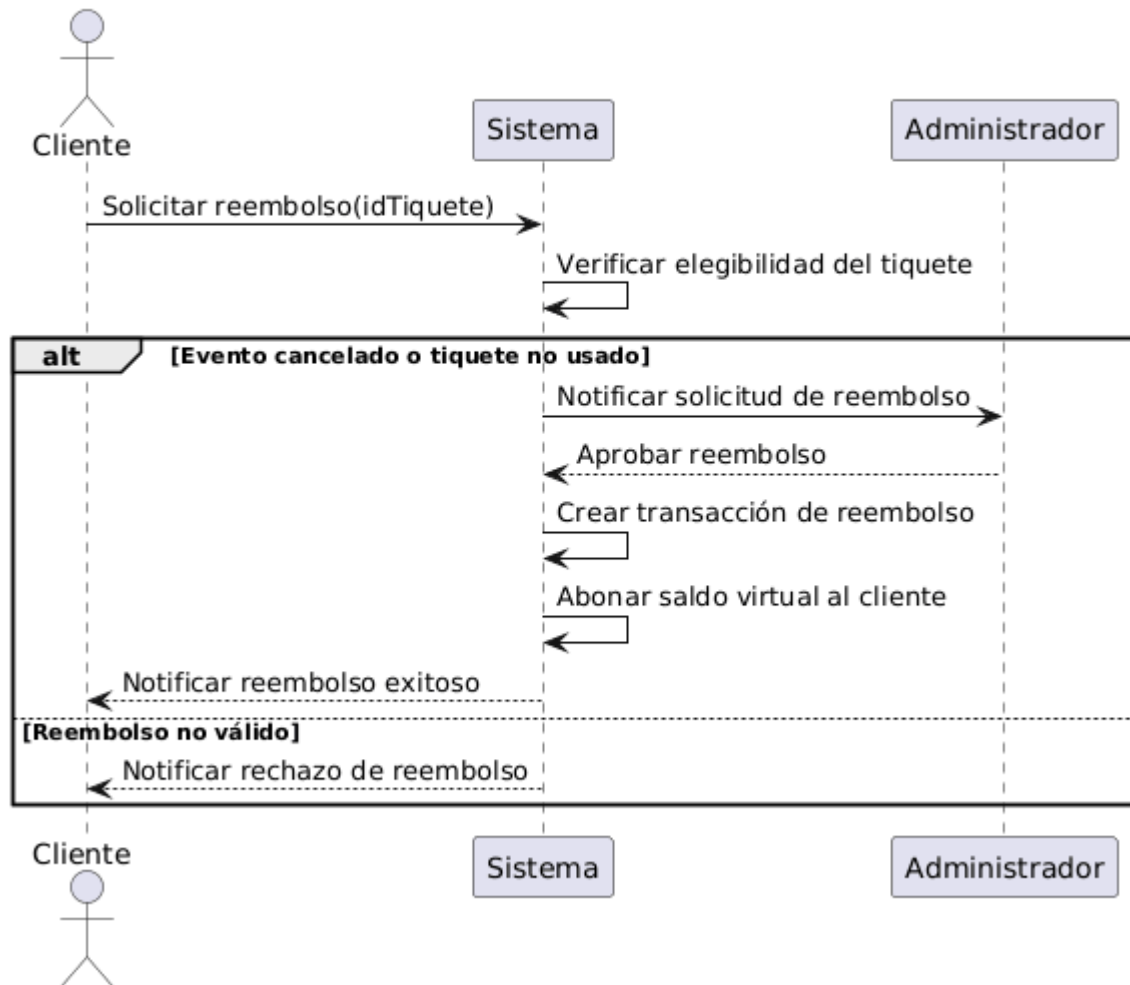 Cliente
Sistema
Administrador
Solicitar reembolso(idTiquete)
Verificar elegibilidad del tiquete
alt
[Evento cancelado o tiquete no usado]
Notificar solicitud de reembolso
Aprobar reembolso
Crear transacción de reembolso
Abonar saldo virtual al cliente
Notificar reembolso exitoso
[Reembolso no válido]
Notificar rechazo de reembolso
Cliente
Sistema
Administrador